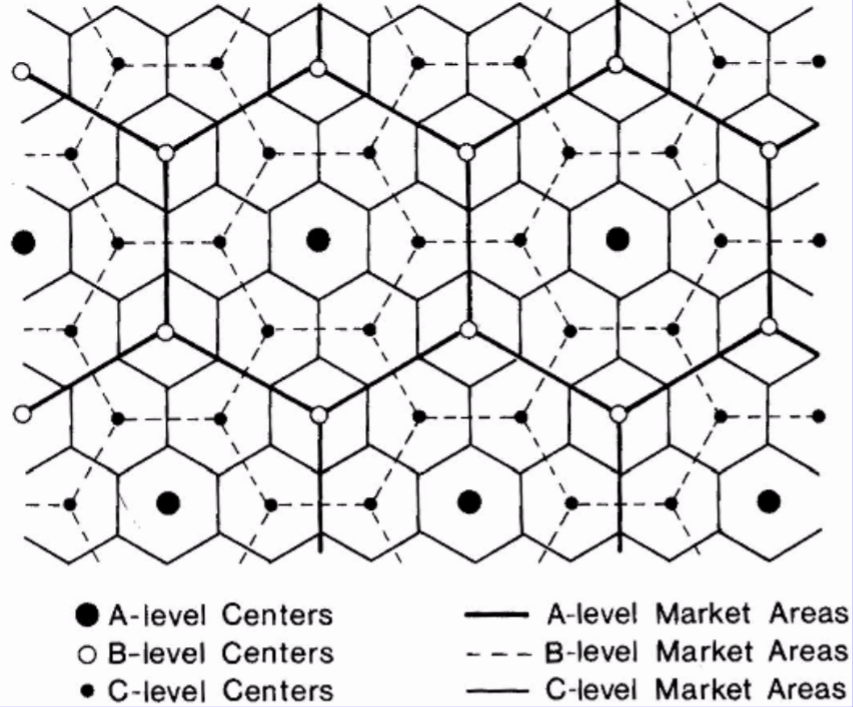 A-level Centers
B-level Centers
C-level Centers
A-level Market Areas
B-level Market Areas
C-level Market Areas